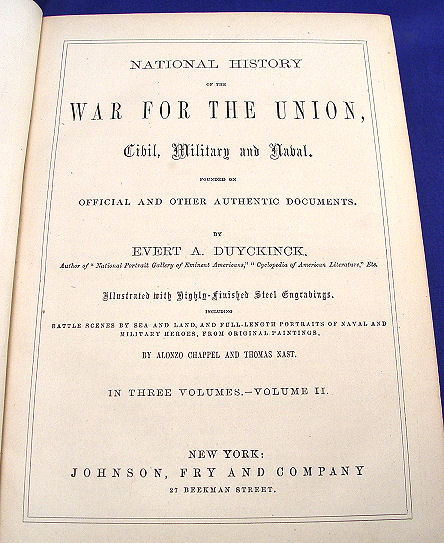 NATIONAL HISTORY
OF THE
WAR FOR THE UNION,
Civil, Military and Naval.
FOUNDED ON
OFFICIAL AND OTHER AUTHENTIC DOCUMENTS.
BY
EVERT A. DUYCKINCK,
Author of "National Portrait Gallery of Eminent Americans," "Cyclopedia of American Literature," Etc.
Illustrated with Highly-Finished Steel Engravings,
INCLUDING
BATTLE SCENES BY SEA AND LAND, AND FULL-LENGTH PORTRAITS OF NAVAL AND
MILITARY HEROES, FROM ORIGINAL PAINTINGS,
BY ALONZO CHAPPEL AND THOMAS NAST.
IN THREE VOLUMES.—VOLUME II.
NEW YORK:
JOHNSON, FRY AND COMPANY
27 BEEKMAN STREET.